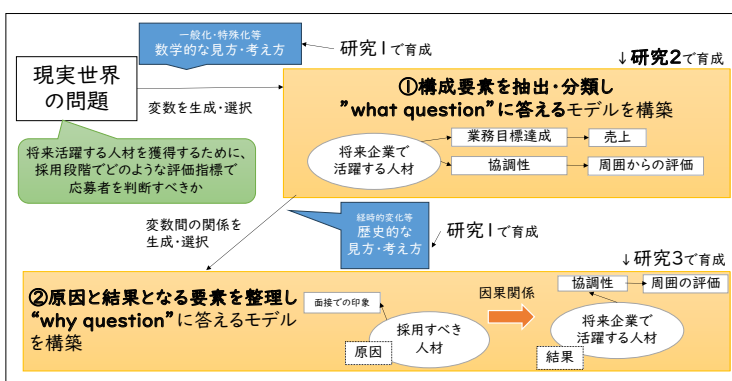 一般化・特殊化等
数学的な見方・考え方
研究1で育成
↓研究2で育成
現実世界
の問題
変数を生成・選択
①構成要素を抽出・分類し
”what question”に答えるモデルを構築
将来企業で
活躍する人材
業務目標達成
売上
協調性
周囲からの評価
将来活躍する人材を獲得するために、
採用段階でどのような評価指標で
応募者を判断すべきか
変数間の関係を
生成・選択
経時的変化等
歴史的な
見方・考え方
研究1で育成
↓研究3で育成
②原因と結果となる要素を整理し
“why question”に答えるモデル
を構築
面接での印象
採用すべき
人材
原因
因果関係
協調性
周囲の評価
将来企業で
活躍する人材
結果